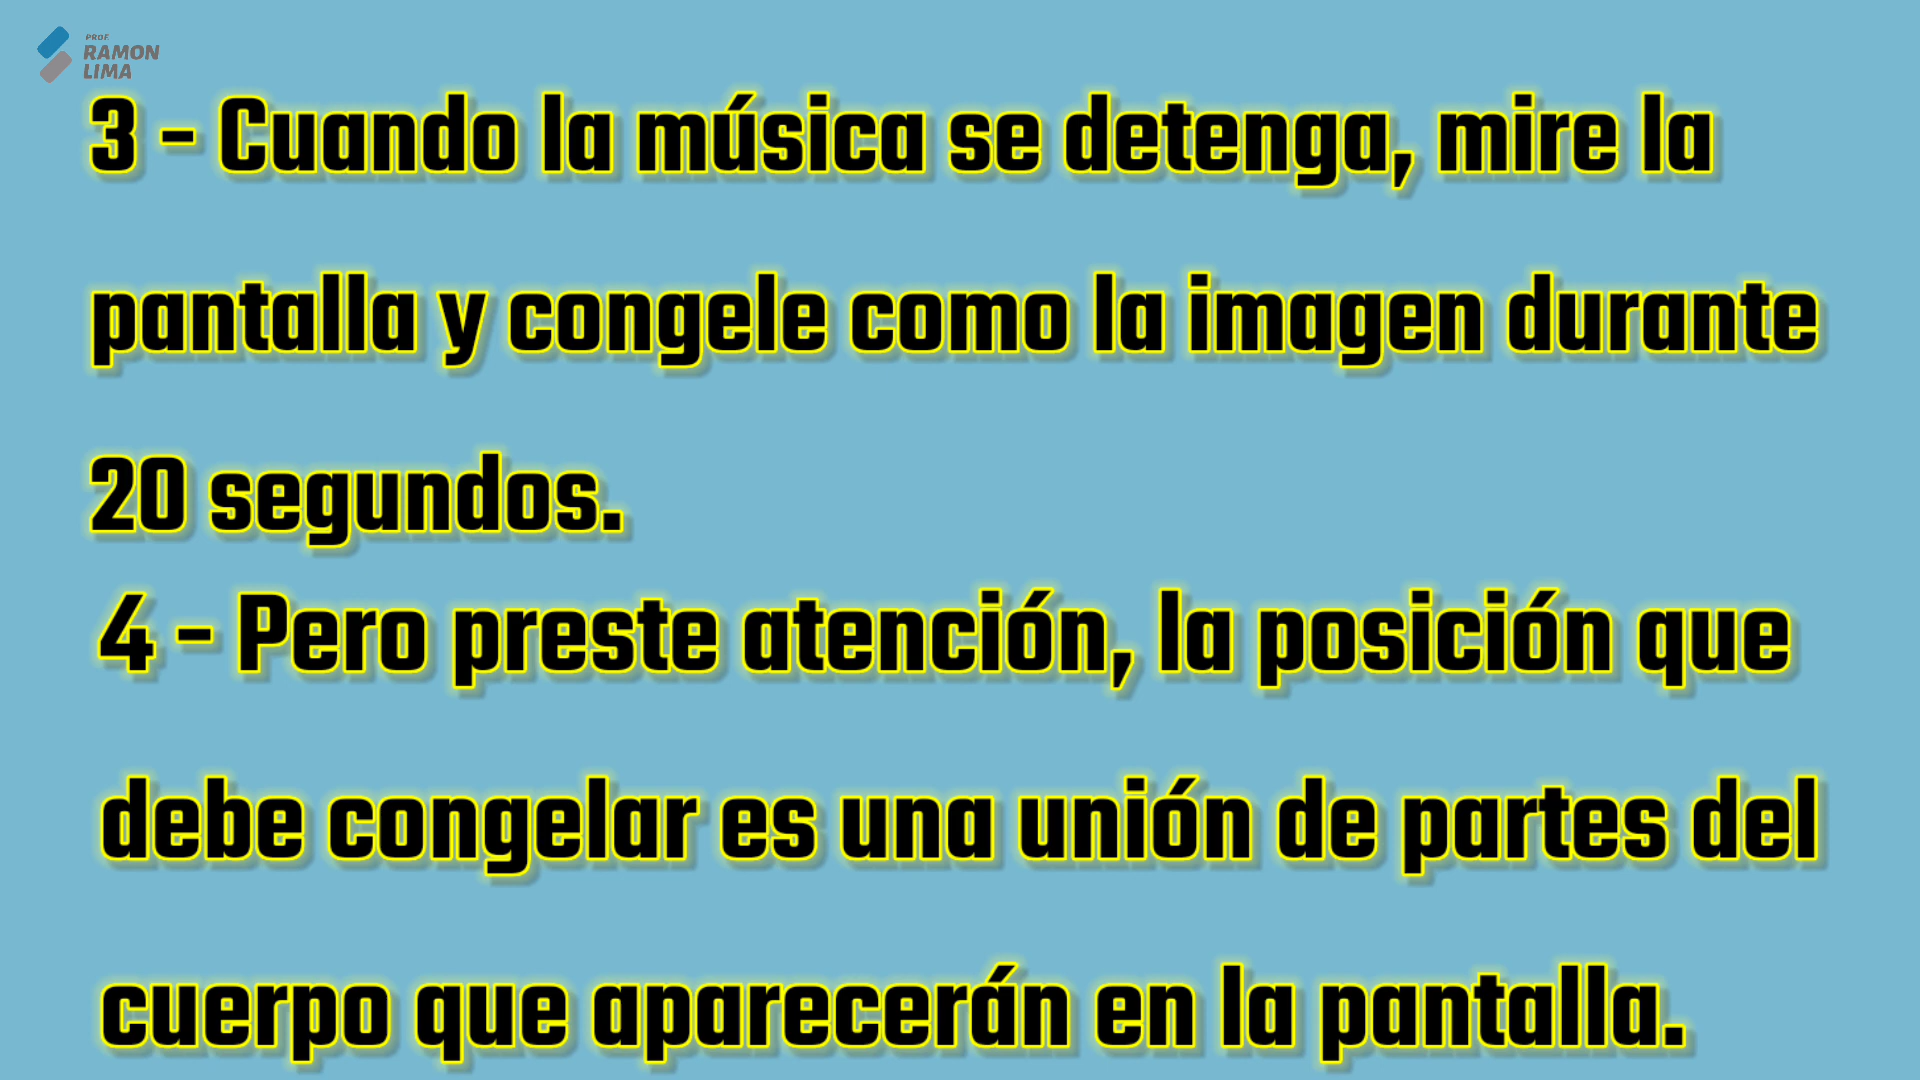 PROF.
RAMON
LIMA
3 - Cuando la música se detenga, mire la
pantalla y congele como la imagen durante
20 segundos.
4 - Pero preste atención, la posición que
debe congelar es una unión de partes del
cuerpo que aparecerán en la pantalla.